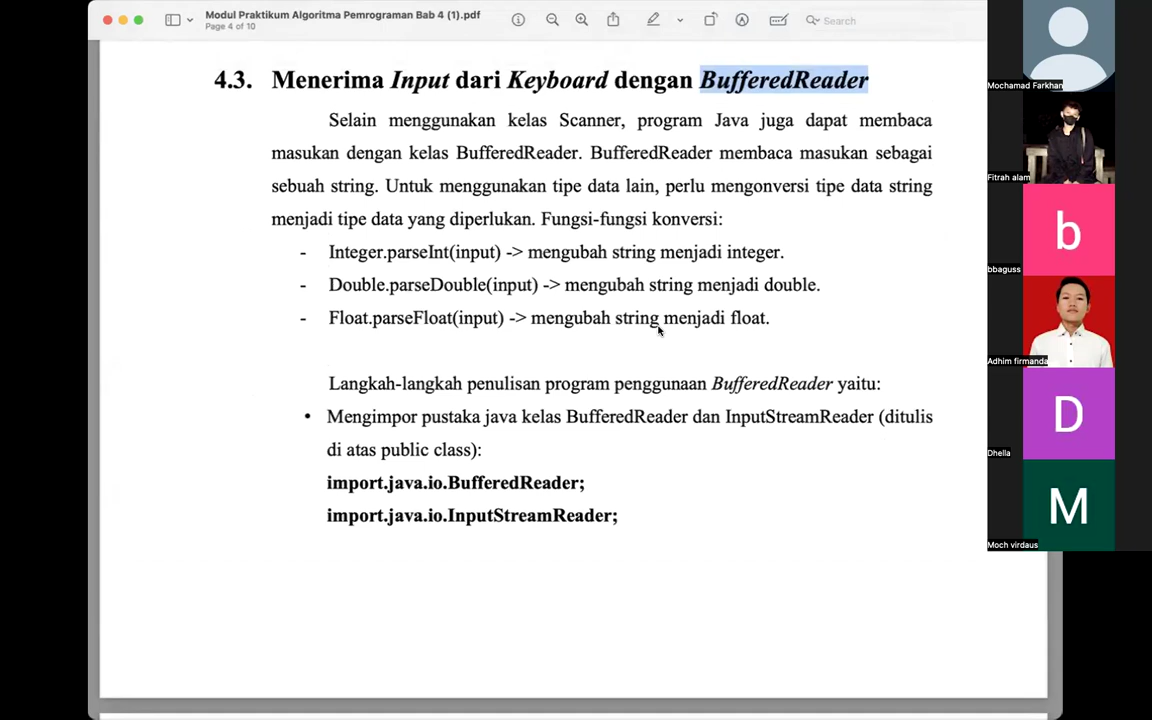 Modul Praktikum Algoritma Pemrograman Bab 4 (1).pdf
Page 4 of 10
Search
4.3. Menerima Input dari Keyboard dengan BufferedReader
Selain menggunakan kelas Scanner, program Java juga dapat membaca
masukan dengan kelas BufferedReader. BufferedReader membaca masukan sebagai
sebuah string. Untuk menggunakan tipe data lain, perlu mengonversi tipe data string
menjadi tipe data yang diperlukan. Fungsi-fungsi konversi:
- Integer.parseInt(input) -> mengubah string menjadi integer.
- Double.parseDouble(input) -> mengubah string menjadi double.
- Float.parseFloat(input) -> mengubah string menjadi float.
Langkah-langkah penulisan program penggunaan BufferedReader yaitu:
• Mengimpor pustaka java kelas BufferedReader dan InputStreamReader (ditulis
di atas public class):
import.java.io.BufferedReader;
import.java.io.InputStreamReader;
Mochamad Farkhan
Fitrah alam
b
bbaguss
Adhim firmanda
D
Dhella
M
Moch virdaus